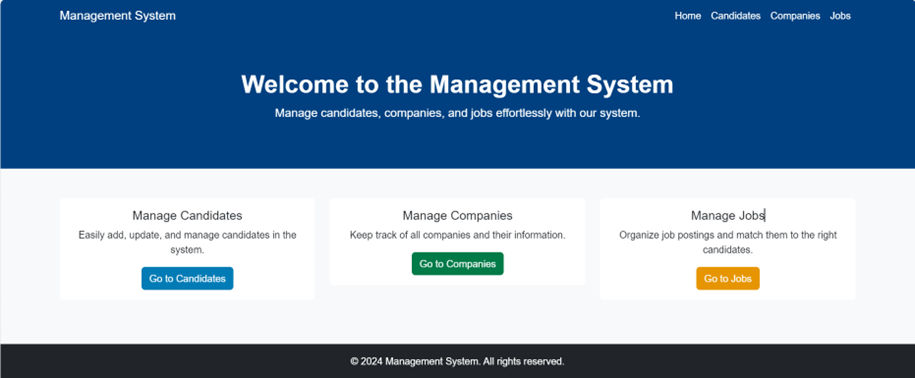 Management System
Home Candidates Companies Jobs
Welcome to the Management System
Manage candidates, companies, and jobs effortlessly with our system.
Manage Candidates
Easily add, update, and manage candidates in the
system.
Go to Candidates
Manage Companies
Keep track of all companies and their information.
Go to Companies
Manage Jobs
Organize job postings and match them to the right
candidates.
Go to Jobs
© 2024 Management System. All rights reserved.